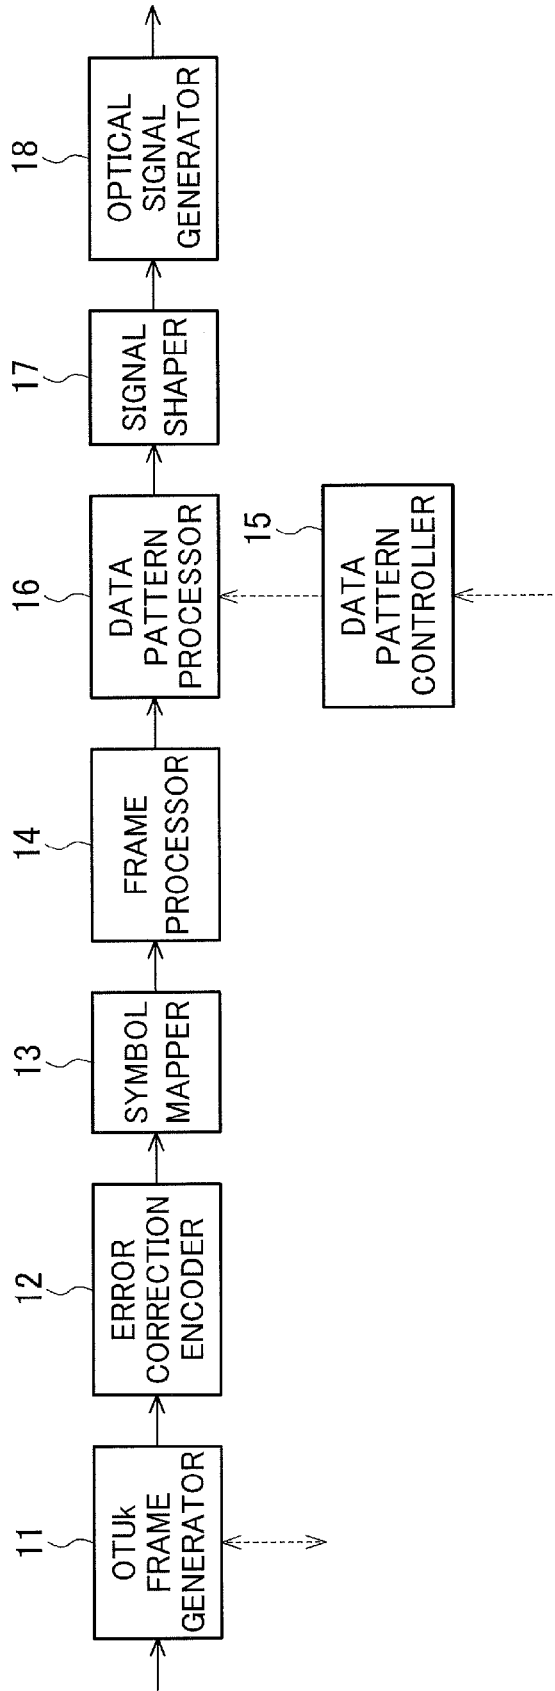 11
OTUk
FRAME
GENERATOR
12
ERROR
CORRECTION
ENCODER
13
SYMBOL
MAPPER
14
FRAME
PROCESSOR
16
DATA
PATTERN
PROCESSOR
15
DATA
PATTERN
CONTROLLER
17
SIGNAL
SHAPER
18
OPTICAL
SIGNAL
GENERATOR